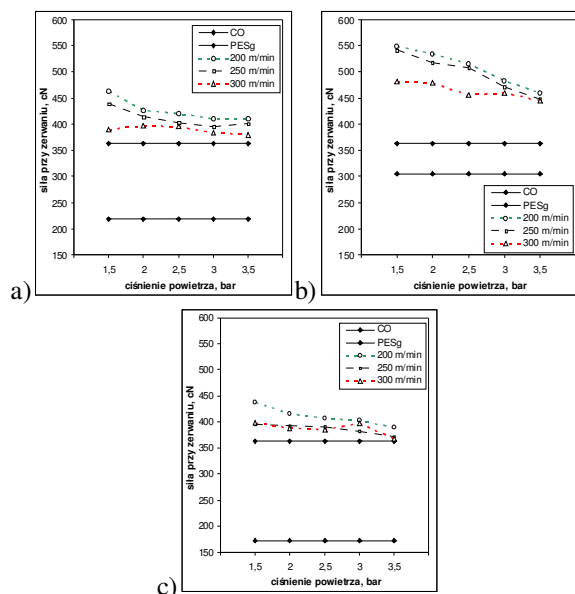 600
550
500
450
400
350
300
250
200
150
siła przy zerwaniu, cN
CO
PESg
200 m/min
250 m/min
300 m/min
1,5 2 2,5 3 3,5
ciśnienie powietrza, bar
a)
600
550
500
450
400
350
300
250
200
150
siła przy zerwaniu, cN
CO
PESg
200 m/min
250 m/min
300 m/min
1,5 2 2,5 3 3,5
ciśnienie powietrza, bar
b)
600
550
500
450
400
350
300
250
200
150
siła przy zerwaniu, cN
CO
PESg
200 m/min
250 m/min
300 m/min
1,5 2 2,5 3 3,5
ciśnienie powietrza, bar
c)